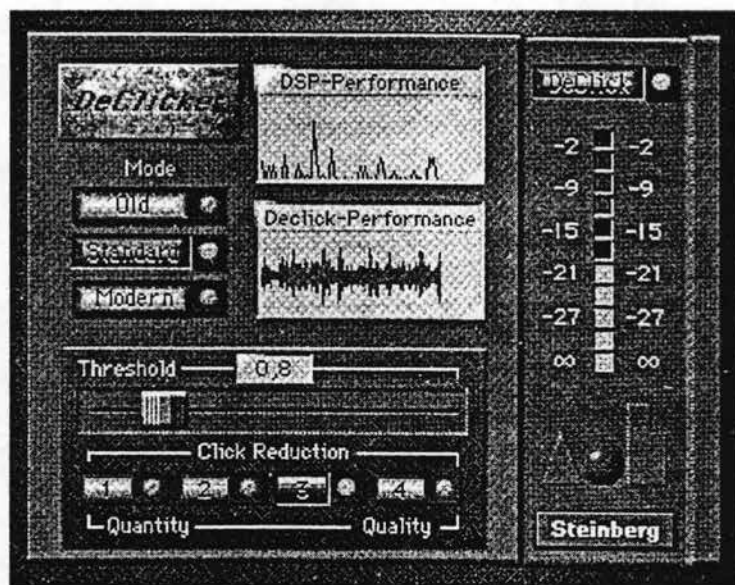 DeClicker
Mode
Old
Standard
Modern
DSP-Performance
Declick-Performance
Threshold
0,8
Click Reduction
1 2 3 4
Quantity Quality
DeClick
-2 -2
-9 -9
-15 -15
-21 -21
-27 -27
∞ ∞
Steinberg